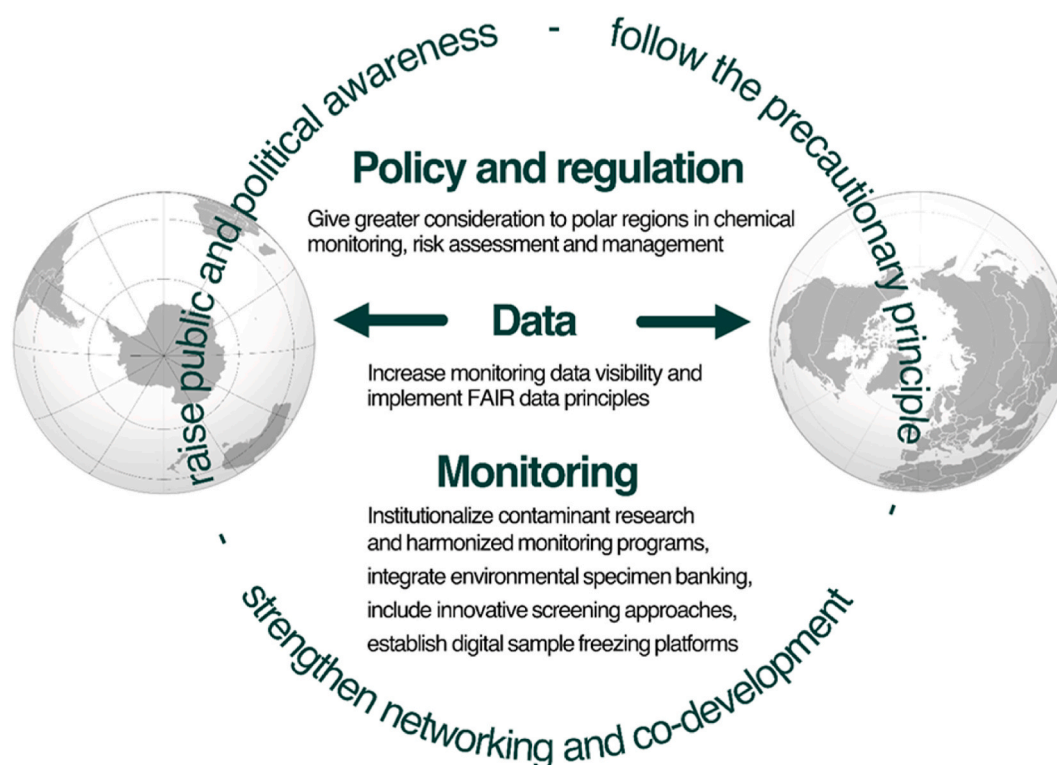 raise public and political awareness
-
follow the precautionary principle
-
strengthen networking and co-development
-
Policy and regulation
Give greater consideration to polar regions in chemical
monitoring, risk assessment and management
Data
Increase monitoring data visibility and
implement FAIR data principles
Monitoring
Institutionalize contaminant research
and harmonized monitoring programs,
integrate environmental specimen banking,
include innovative screening approaches,
establish digital sample freezing platforms